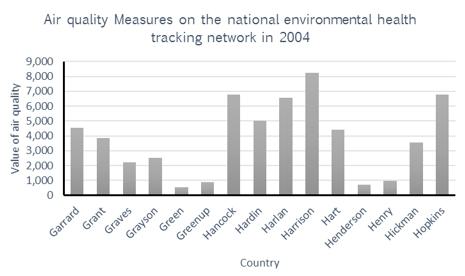 Air quality Measures on the national environmental health
tracking network in 2004
Value of air quality
9,000
8,000
7,000
6,000
5,000
4,000
3,000
2,000
1,000
0
Garrard
Grant
Graves
Grayson
Green
Greenup
Hancock
Hardin
Harlan
Harrison
Hart
Henderson
Henry
Hickman
Hopkins
Country